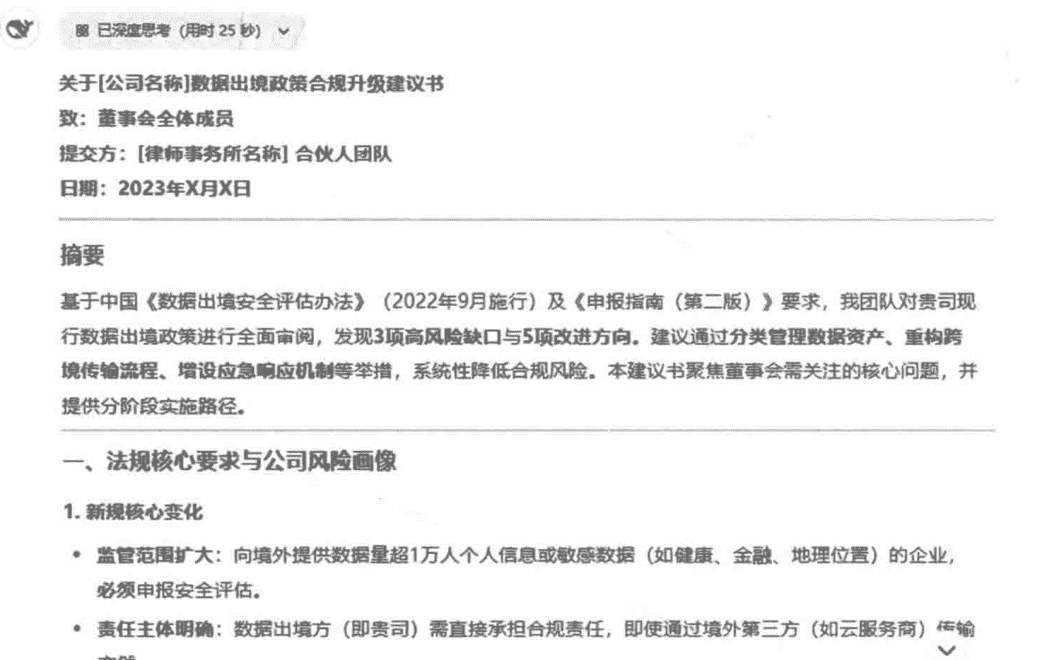 已深度思考（用时 25 秒）
关于[公司名称]数据出境政策合规升级建议书
致：董事会全体成员
提交方：[律师事务所名称] 合伙人团队
日期：2023年X月X日
摘要
基于中国《数据出境安全评估办法》（2022年9月施行）及《申报指南（第二版）》要求，我团队对贵司现
行数据出境政策进行全面审阅，发现3项高风险缺口与5项改进方向。建议通过分类管理数据资产、重构跨
境传输流程、增设应急响应机制等举措，系统性降低合规风险。本建议书聚焦董事会需关注的核心问题，并
提供分阶段实施路径。
一、法规核心要求与公司风险画像
1. 新规核心变化
• 监管范围扩大：向境外提供数据量超1万人个人信息或敏感数据（如健康、金融、地理位置）的企业，
必须申报安全评估。
• 责任主体明确：数据出境方（即贵司）需直接承担合规责任，即使通过境外第三方（如云服务商）传输